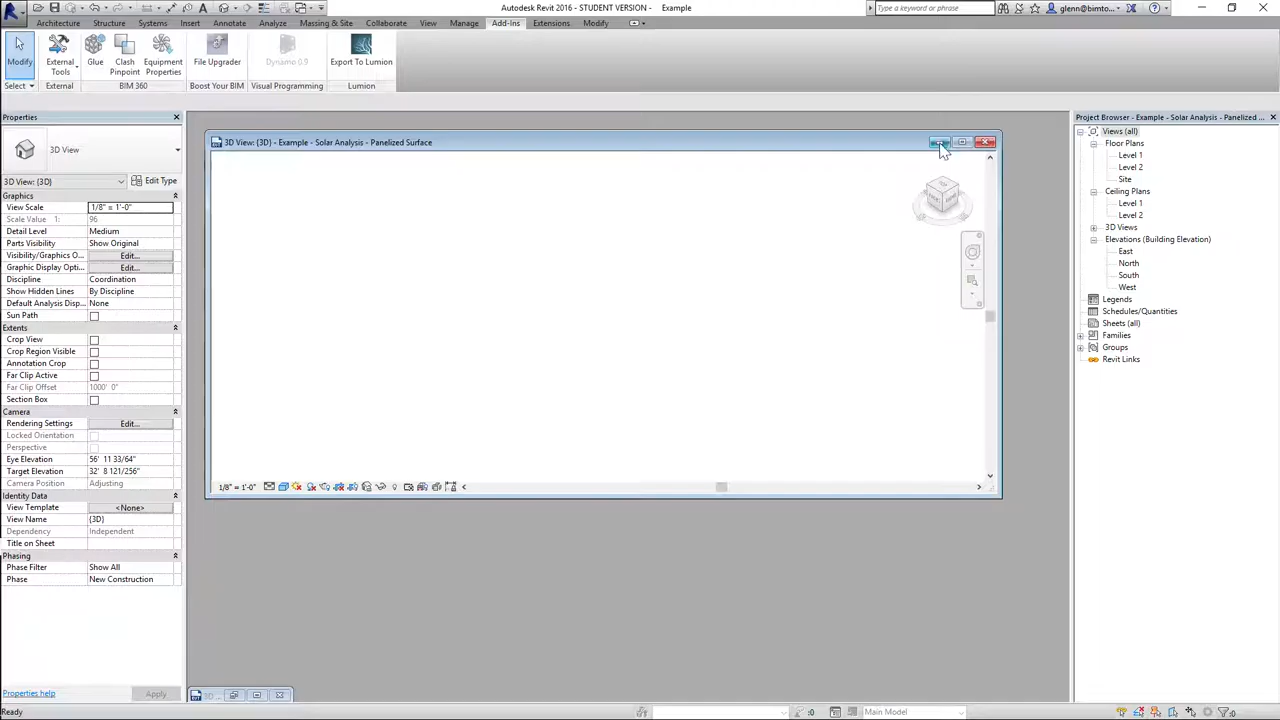 Autodesk Revit 2016 - STUDENT VERSION - Example
Type a keyword or phrase
glenn@bimto...
Architecture Structure Systems Insert Annotate Analyze Massing & Site Collaborate View Manage Add-Ins Extensions Modify
Modify External Tools Glue Clash Pinpoint Equipment Properties File Upgrader Dynamo 0.9 Export To Lumion
Select External BIM 360 Boost Your BIM Visual Programming Lumion
Properties
3D View
3D View: {3D} Edit Type
Graphics
View Scale 1/8" = 1'-0"
Scale Value 1: 96
Detail Level Medium
Parts Visibility Show Original
Visibility/Graphics O... Edit...
Graphic Display Opti... Edit...
Discipline Coordination
Show Hidden Lines By Discipline
Default Analysis Disp... None
Sun Path
Extents
Crop View
Crop Region Visible
Annotation Crop
Far Clip Active
Far Clip Offset 1000' 0"
Section Box
Camera
Rendering Settings Edit...
Locked Orientation
Perspective
Eye Elevation 56' 11 33/64"
Target Elevation 32' 8 121/256"
Camera Position Adjusting
Identity Data
View Template <None>
View Name {3D}
Dependency Independent
Title on Sheet
Phasing
Phase Filter Show All
Phase New Construction
Properties help Apply
Ready
3D View: {3D} - Example - Solar Analysis - Panelized Surface
1/8" = 1'-0"
3D ...
:0 Main Model :0
Project Browser - Example - Solar Analysis - Panelized ...
Views (all)
Floor Plans
Level 1
Level 2
Site
Ceiling Plans
Level 1
Level 2
3D Views
Elevations (Building Elevation)
East
North
South
West
Legends
Schedules/Quantities
Sheets (all)
Families
Groups
Revit Links